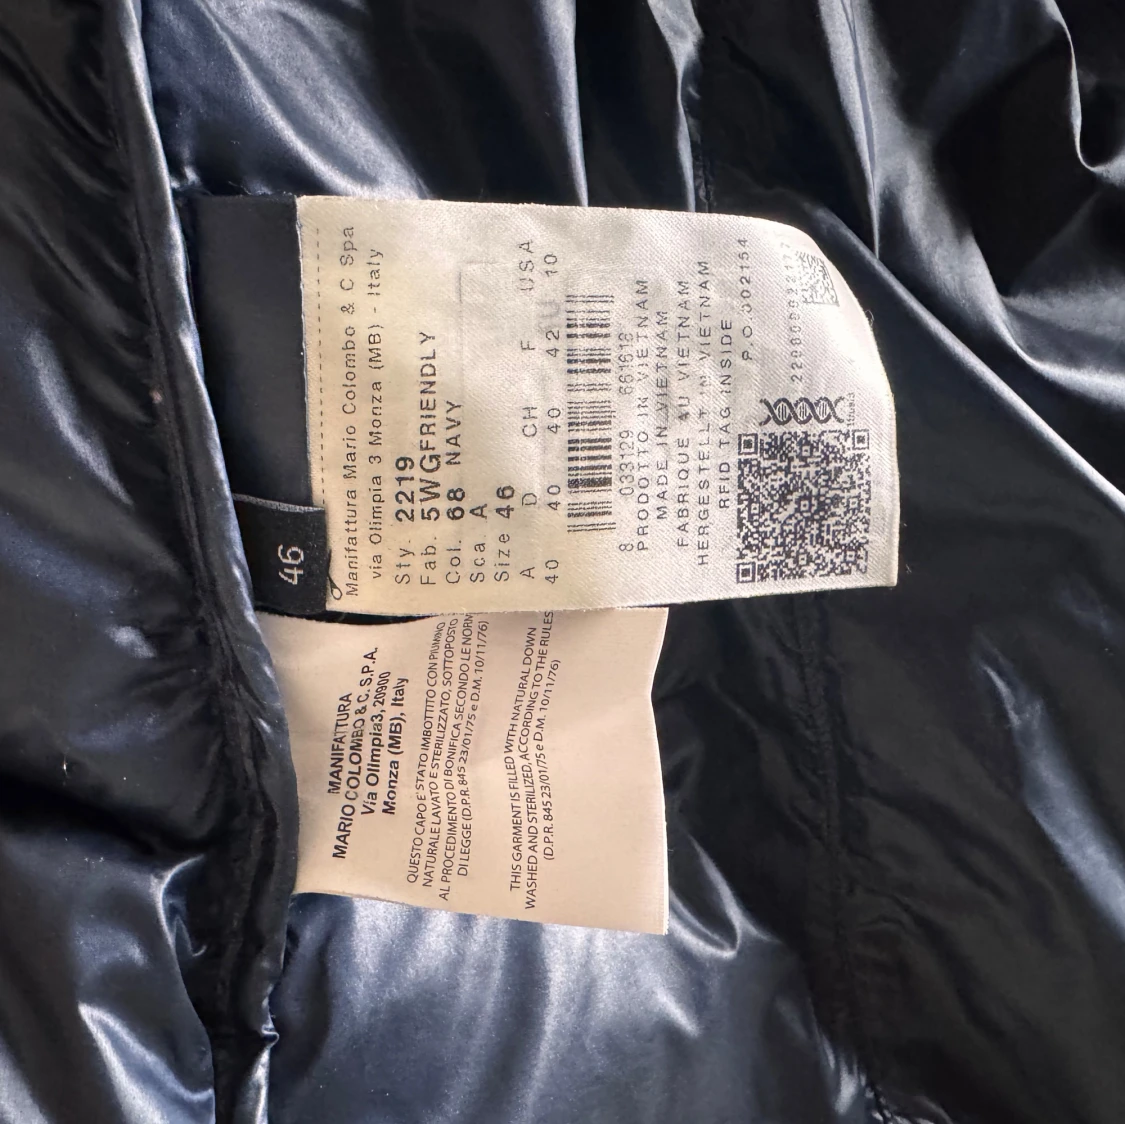 46
Manifattura Mario Colombo & C Spa
via Olimpia 3 Monza (MB) - Italy
Sty. 2219
Fab. 5WGFRIENDLY
Col. 68 NAVY
Sca A
Size 46
A D CH F USA
40 40 40 42 10
8 033129 661618
PRODOTTO IN VIETNAM
MADE IN VIETNAM
FABRIQUÉ AU VIETNAM
HERGESTELLT IN VIETNAM
RFID TAG INSIDE
P.O.002154
MANIFATTURA
MARIO COLOMBO & C. S.P.A.
Via Olimpia3, 20900
Monza (MB), Italy
QUESTO CAPO E'STATO IMBOTTITO CON PIUMINO
NATURALE LAVATO E STERILIZZATO, SOTTOPOSTO
AL PROCEDIMENTO DI BONIFICA SECONDO LE NORM
DI LEGGE (D.P.R. 845 23/01/75 e D.M. 10/11/76)
THIS GARMENT IS FILLED WITH NATURAL DOWN
WASHED AND STERILIZED, ACCORDING TO THE RULES
(D.P.R. 845 23/01/75 e D.M. 10/11/76)